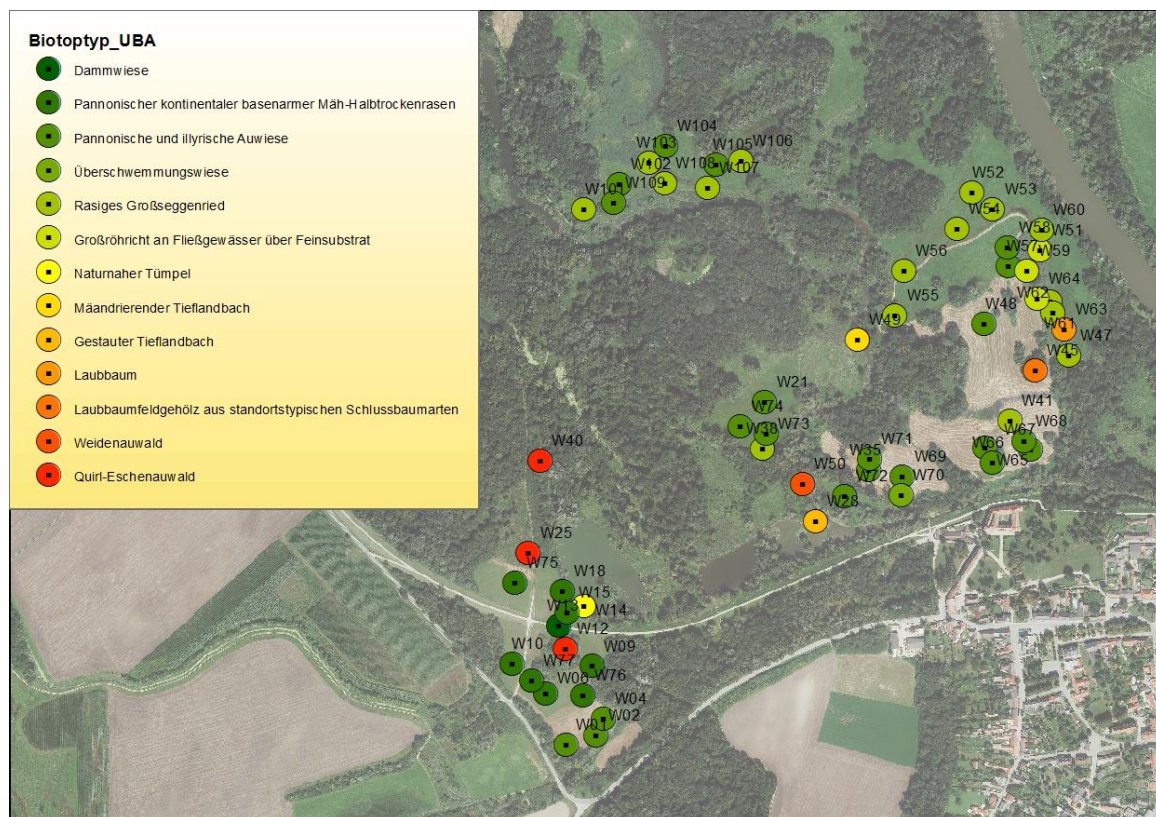 Biotoptyp_UBA
Dammwiese
Pannonischer kontinentaler basenarmer Mäh-Halbtrockenrasen
Pannonische und illyrische Auwiese
Überschwemmungswiese
Rasiges Großseggenried
Großröhricht an Fließgewässer über Feinsubstrat
Naturnaher Tümpel
Mäandrierender Tieflandbach
Gestauter Tieflandbach
Laubbaum
Laubbaumfeldgehölz aus standortstypischen Schlussbaumarten
Weidenauwald
Quirl-Eschenauwald
W104
W103
W105
W106
W102
W108
W107
W101
W109
W52
W53
W54
W60
W58
W51
W57
W59
W56
W64
W62
W55
W48
W63
W61
W49
W47
W45
W21
W74
W41
W73
W38
W68
W67
W71
W66
W40
W35
W65
W69
W50
W72
W70
W28
W25
W75
W18
W15
W13
W14
W12
W10
W09
W77
W76
W06
W04
W02
W01